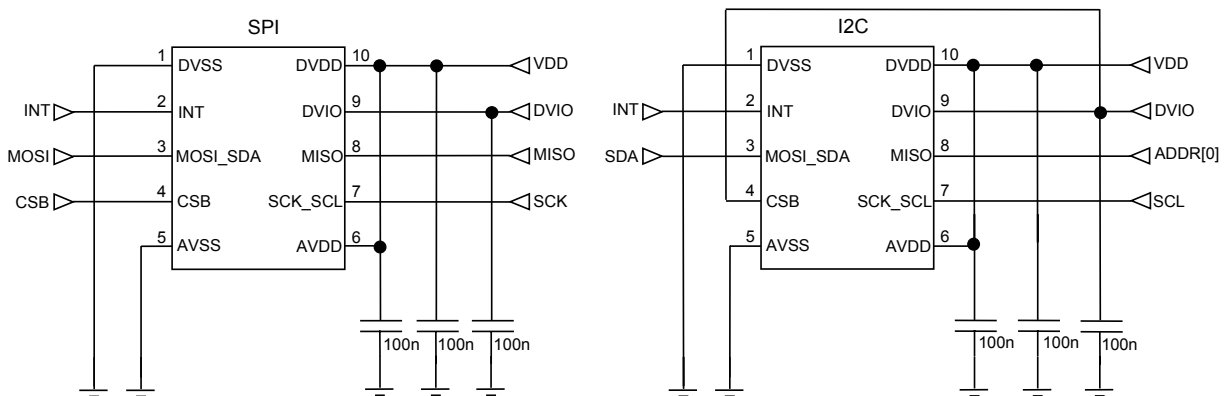 SPI
1 DVSS DVDD 10 VDD
INT 2 INT DVIO 9 DVIO
MOSI 3 MOSI_SDA MISO 8 MISO
CSB 4 CSB SCK_SCL 7 SCK
5 AVSS AVDD 6
100n 100n 100n
I2C
1 DVSS DVDD 10 VDD
INT 2 INT DVIO 9 DVIO
SDA 3 MOSI_SDA MISO 8 ADDR[0]
4 CSB SCK_SCL 7 SCL
5 AVSS AVDD 6
100n 100n 100n